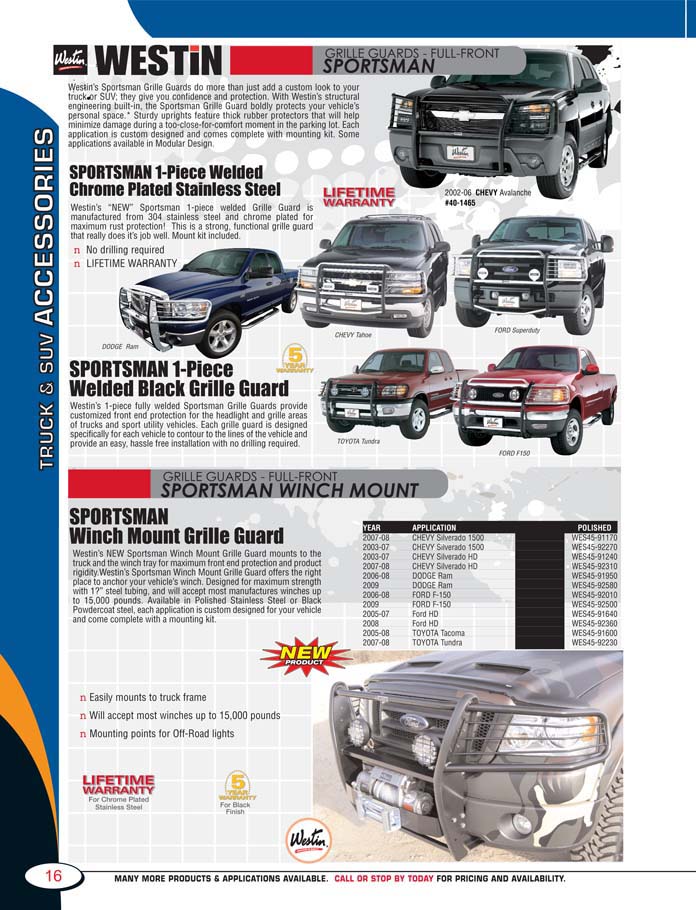 Westin
WESTiN
GRILLE GUARDS - FULL-FRONT
SPORTSMAN
Westin's Sportsman Grille Guards do more than just add a custom look to your
truck or SUV; they give you confidence and protection. With Westin's structural
engineering built-in, the Sportsman Grille Guard boldly protects your vehicle's
personal space.* Sturdy uprights feature thick rubber protectors that will help
minimize damage during a too-close-for-comfort moment in the parking lot. Each
application is custom designed and comes complete with mounting kit. Some
applications available in Modular Design.
SPORTSMAN 1-Piece Welded
Chrome Plated Stainless Steel
Westin's “NEW” Sportsman 1-piece welded Grille Guard is
manufactured from 304 stainless steel and chrome plated for
maximum rust protection! This is a strong, functional grille guard
that really does it's job well. Mount kit included.
n No drilling required
n LIFETIME WARRANTY
LIFETIME
WARRANTY
2002-06 CHEVY Avalanche
#40-1465
DODGE Ram
CHEVY Tahoe
FORD Superduty
5
YEAR
WARRANTY
SPORTSMAN 1-Piece
Welded Black Grille Guard
Westin's 1-piece fully welded Sportsman Grille Guards provide
customized front end protection for the headlight and grille areas
of trucks and sport utility vehicles. Each grille guard is designed
specifically for each vehicle to contour to the lines of the vehicle and
provide an easy, hassle free installation with no drilling required.
TOYOTA Tundra
FORD F150
TRUCK & SUV ACCESSORIES
GRILLE GUARDS - FULL-FRONT
SPORTSMAN WINCH MOUNT
SPORTSMAN
Winch Mount Grille Guard
Westin's NEW Sportsman Winch Mount Grille Guard mounts to the
truck and the winch tray for maximum front end protection and product
rigidity.Westin's Sportsman Winch Mount Grille Guard offers the right
place to anchor your vehicle's winch. Designed for maximum strength
with 1?” steel tubing, and will accept most manufactures winches up
to 15,000 pounds. Available in Polished Stainless Steel or Black
Powdercoat steel, each application is custom designed for your vehicle
and come complete with a mounting kit.
YEAR APPLICATION POLISHED
2007-08 CHEVY Silverado 1500 WES45-91170
2003-07 CHEVY Silverado 1500 WES45-92270
2003-07 CHEVY Silverado HD WES45-91240
2007-08 CHEVY Silverado HD WES45-92310
2006-08 DODGE Ram WES45-91950
2009 DODGE Ram WES45-92580
2006-08 FORD F-150 WES45-92010
2009 FORD F-150 WES45-92500
2005-07 Ford HD WES45-91640
2008 Ford HD WES45-92360
2005-08 TOYOTA Tacoma WES45-91600
2007-08 TOYOTA Tundra WES45-92230
NEW
PRODUCT
n Easily mounts to truck frame
n Will accept most winches up to 15,000 pounds
n Mounting points for Off-Road lights
LIFETIME
WARRANTY
For Chrome Plated
Stainless Steel
5
YEAR
WARRANTY
For Black
Finish
Westin
16
MANY MORE PRODUCTS & APPLICATIONS AVAILABLE. CALL OR STOP BY TODAY FOR PRICING AND AVAILABILITY.